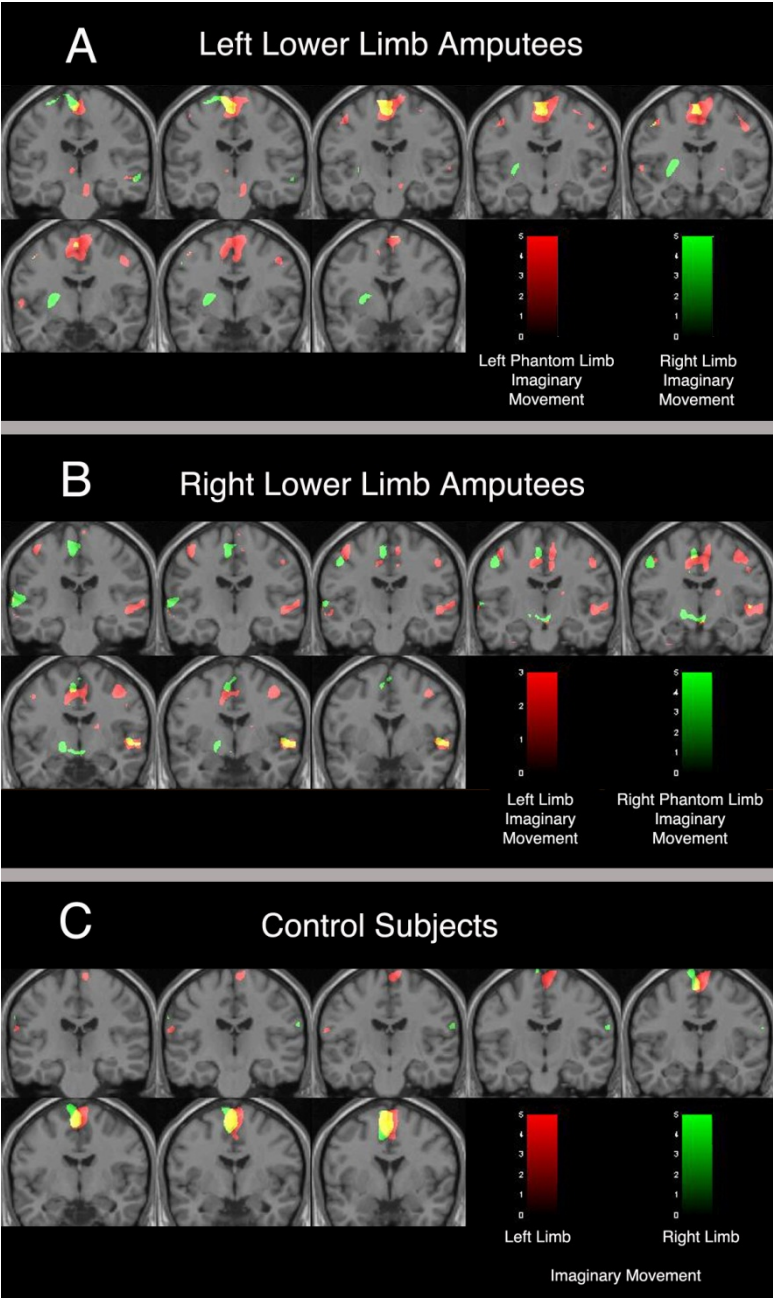 A
Left Lower Limb Amputees
5
4
3
2
1
0
5
4
3
2
1
0
Left Phantom Limb
Imaginary
Movement
Right Limb
Imaginary
Movement
B
Right Lower Limb Amputees
3
2
1
0
5
4
3
2
1
0
Left Limb
Imaginary
Movement
Right Phantom Limb
Imaginary
Movement
C
Control Subjects
5
4
3
2
1
0
5
4
3
2
1
0
Left Limb
Right Limb
Imaginary Movement